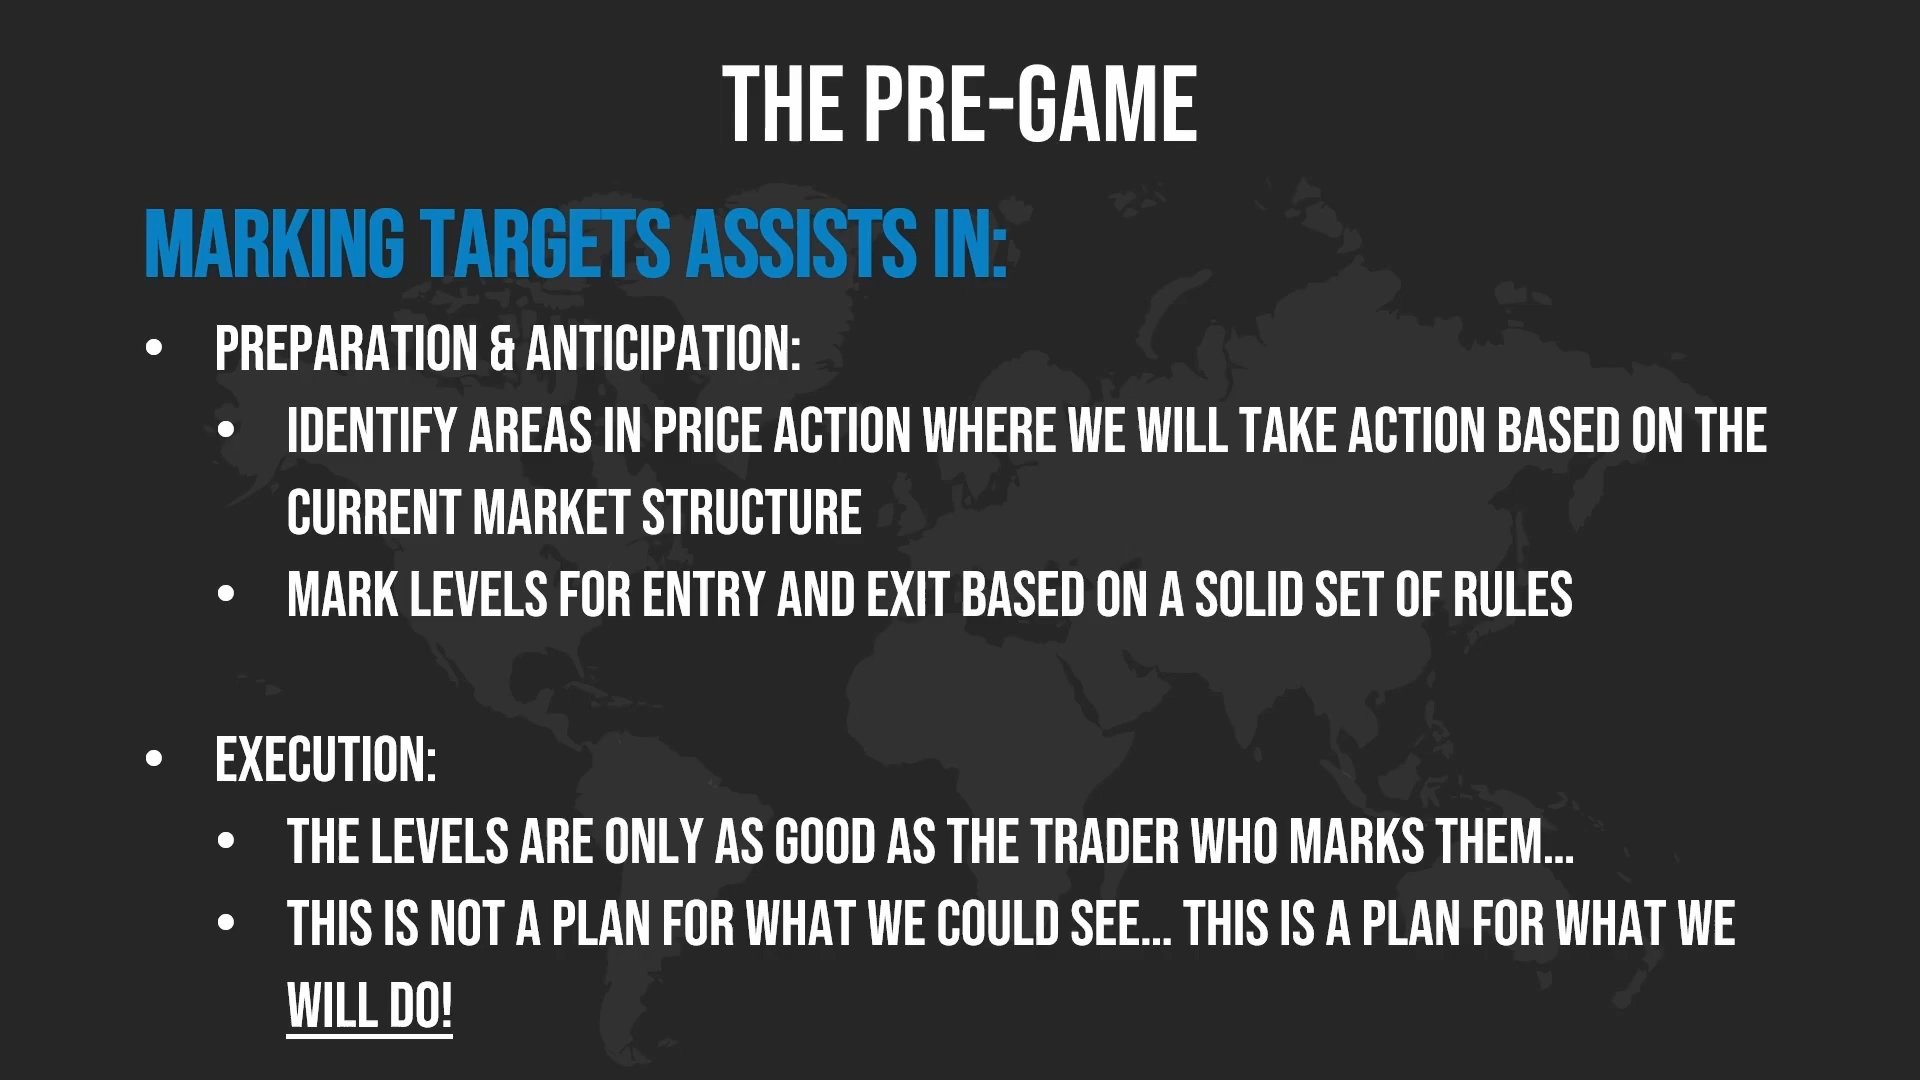 THE PRE-GAME
MARKING TARGETS ASSISTS IN:
• PREPARATION & ANTICIPATION:
• IDENTIFY AREAS IN PRICE ACTION WHERE WE WILL TAKE ACTION BASED ON THE
CURRENT MARKET STRUCTURE
• MARK LEVELS FOR ENTRY AND EXIT BASED ON A SOLID SET OF RULES
• EXECUTION:
• THE LEVELS ARE ONLY AS GOOD AS THE TRADER WHO MARKS THEM...
• THIS IS NOT A PLAN FOR WHAT WE COULD SEE... THIS IS A PLAN FOR WHAT WE
WILL DO!